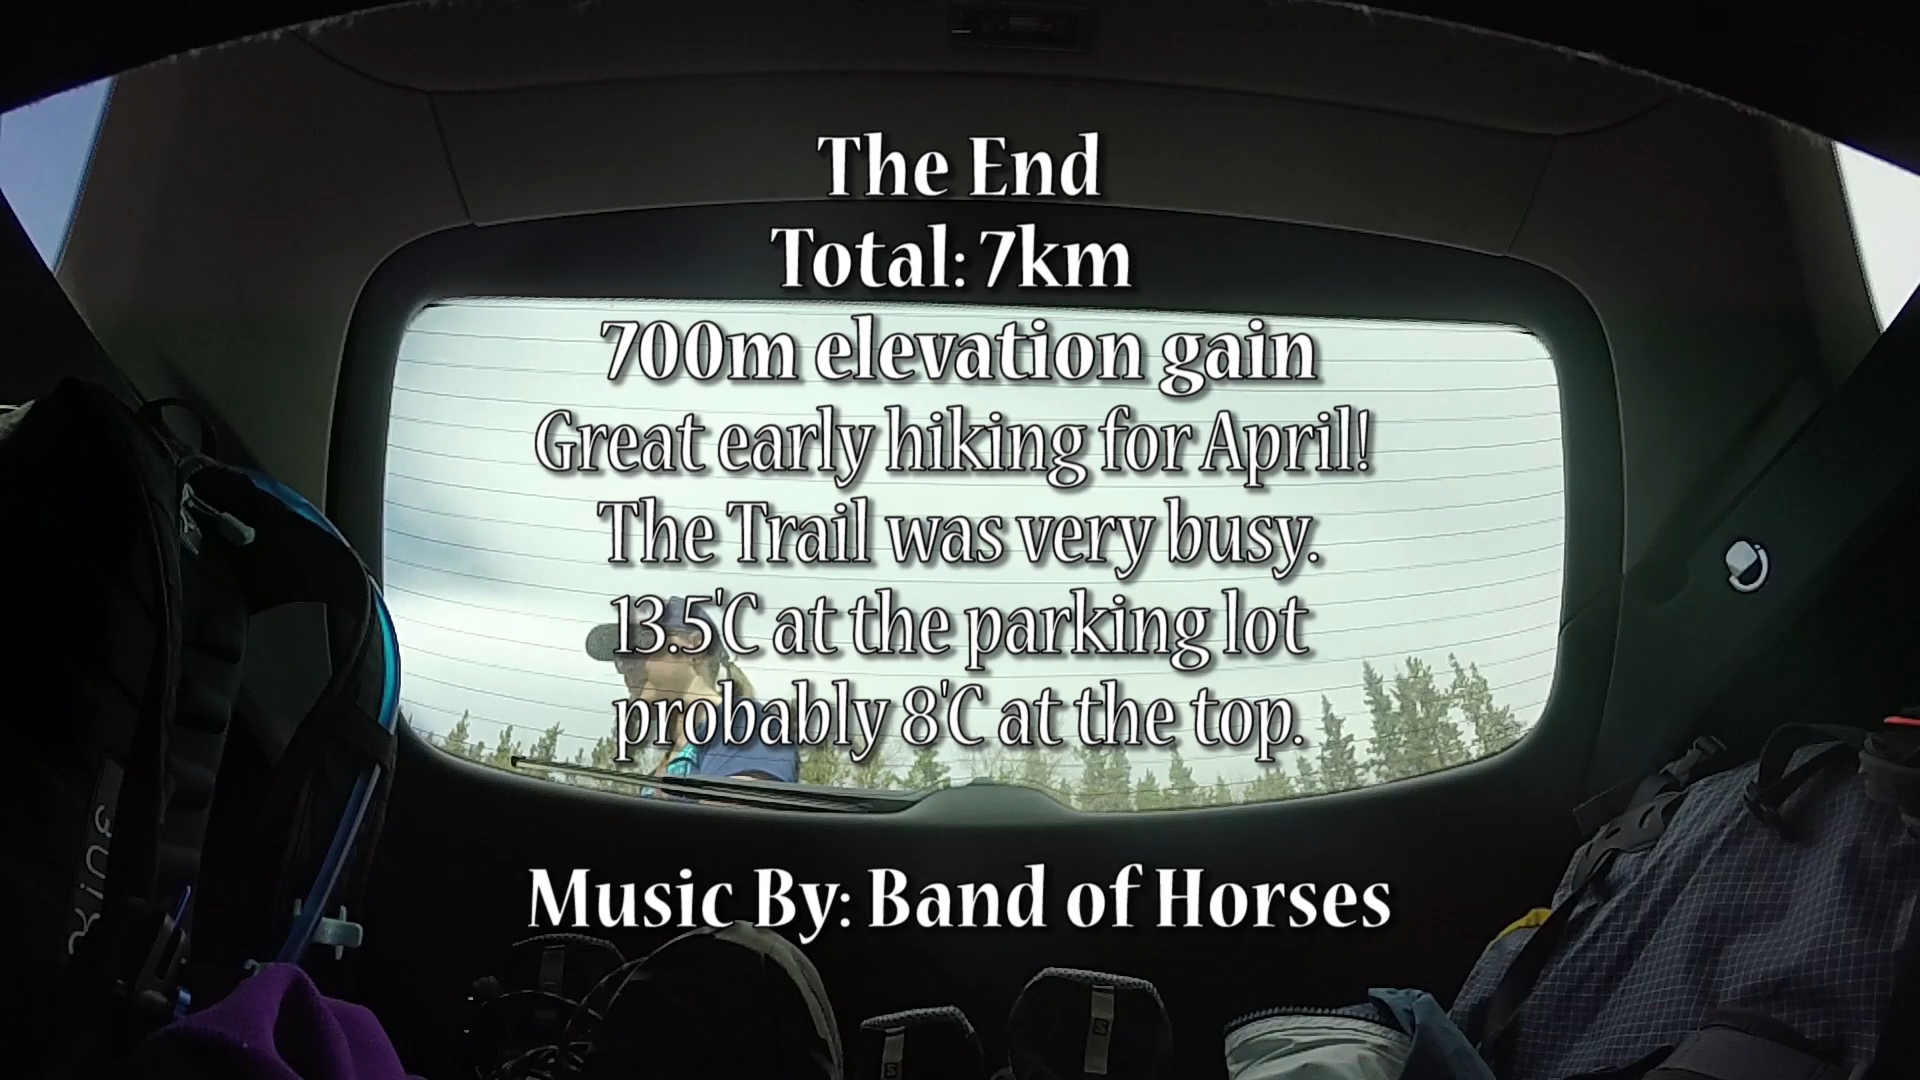 The End
Total: 7km
700m elevation gain
Great early hiking for April!
The Trail was very busy.
13.5'C at the parking lot
probably 8'C at the top.
Music By: Band of Horses